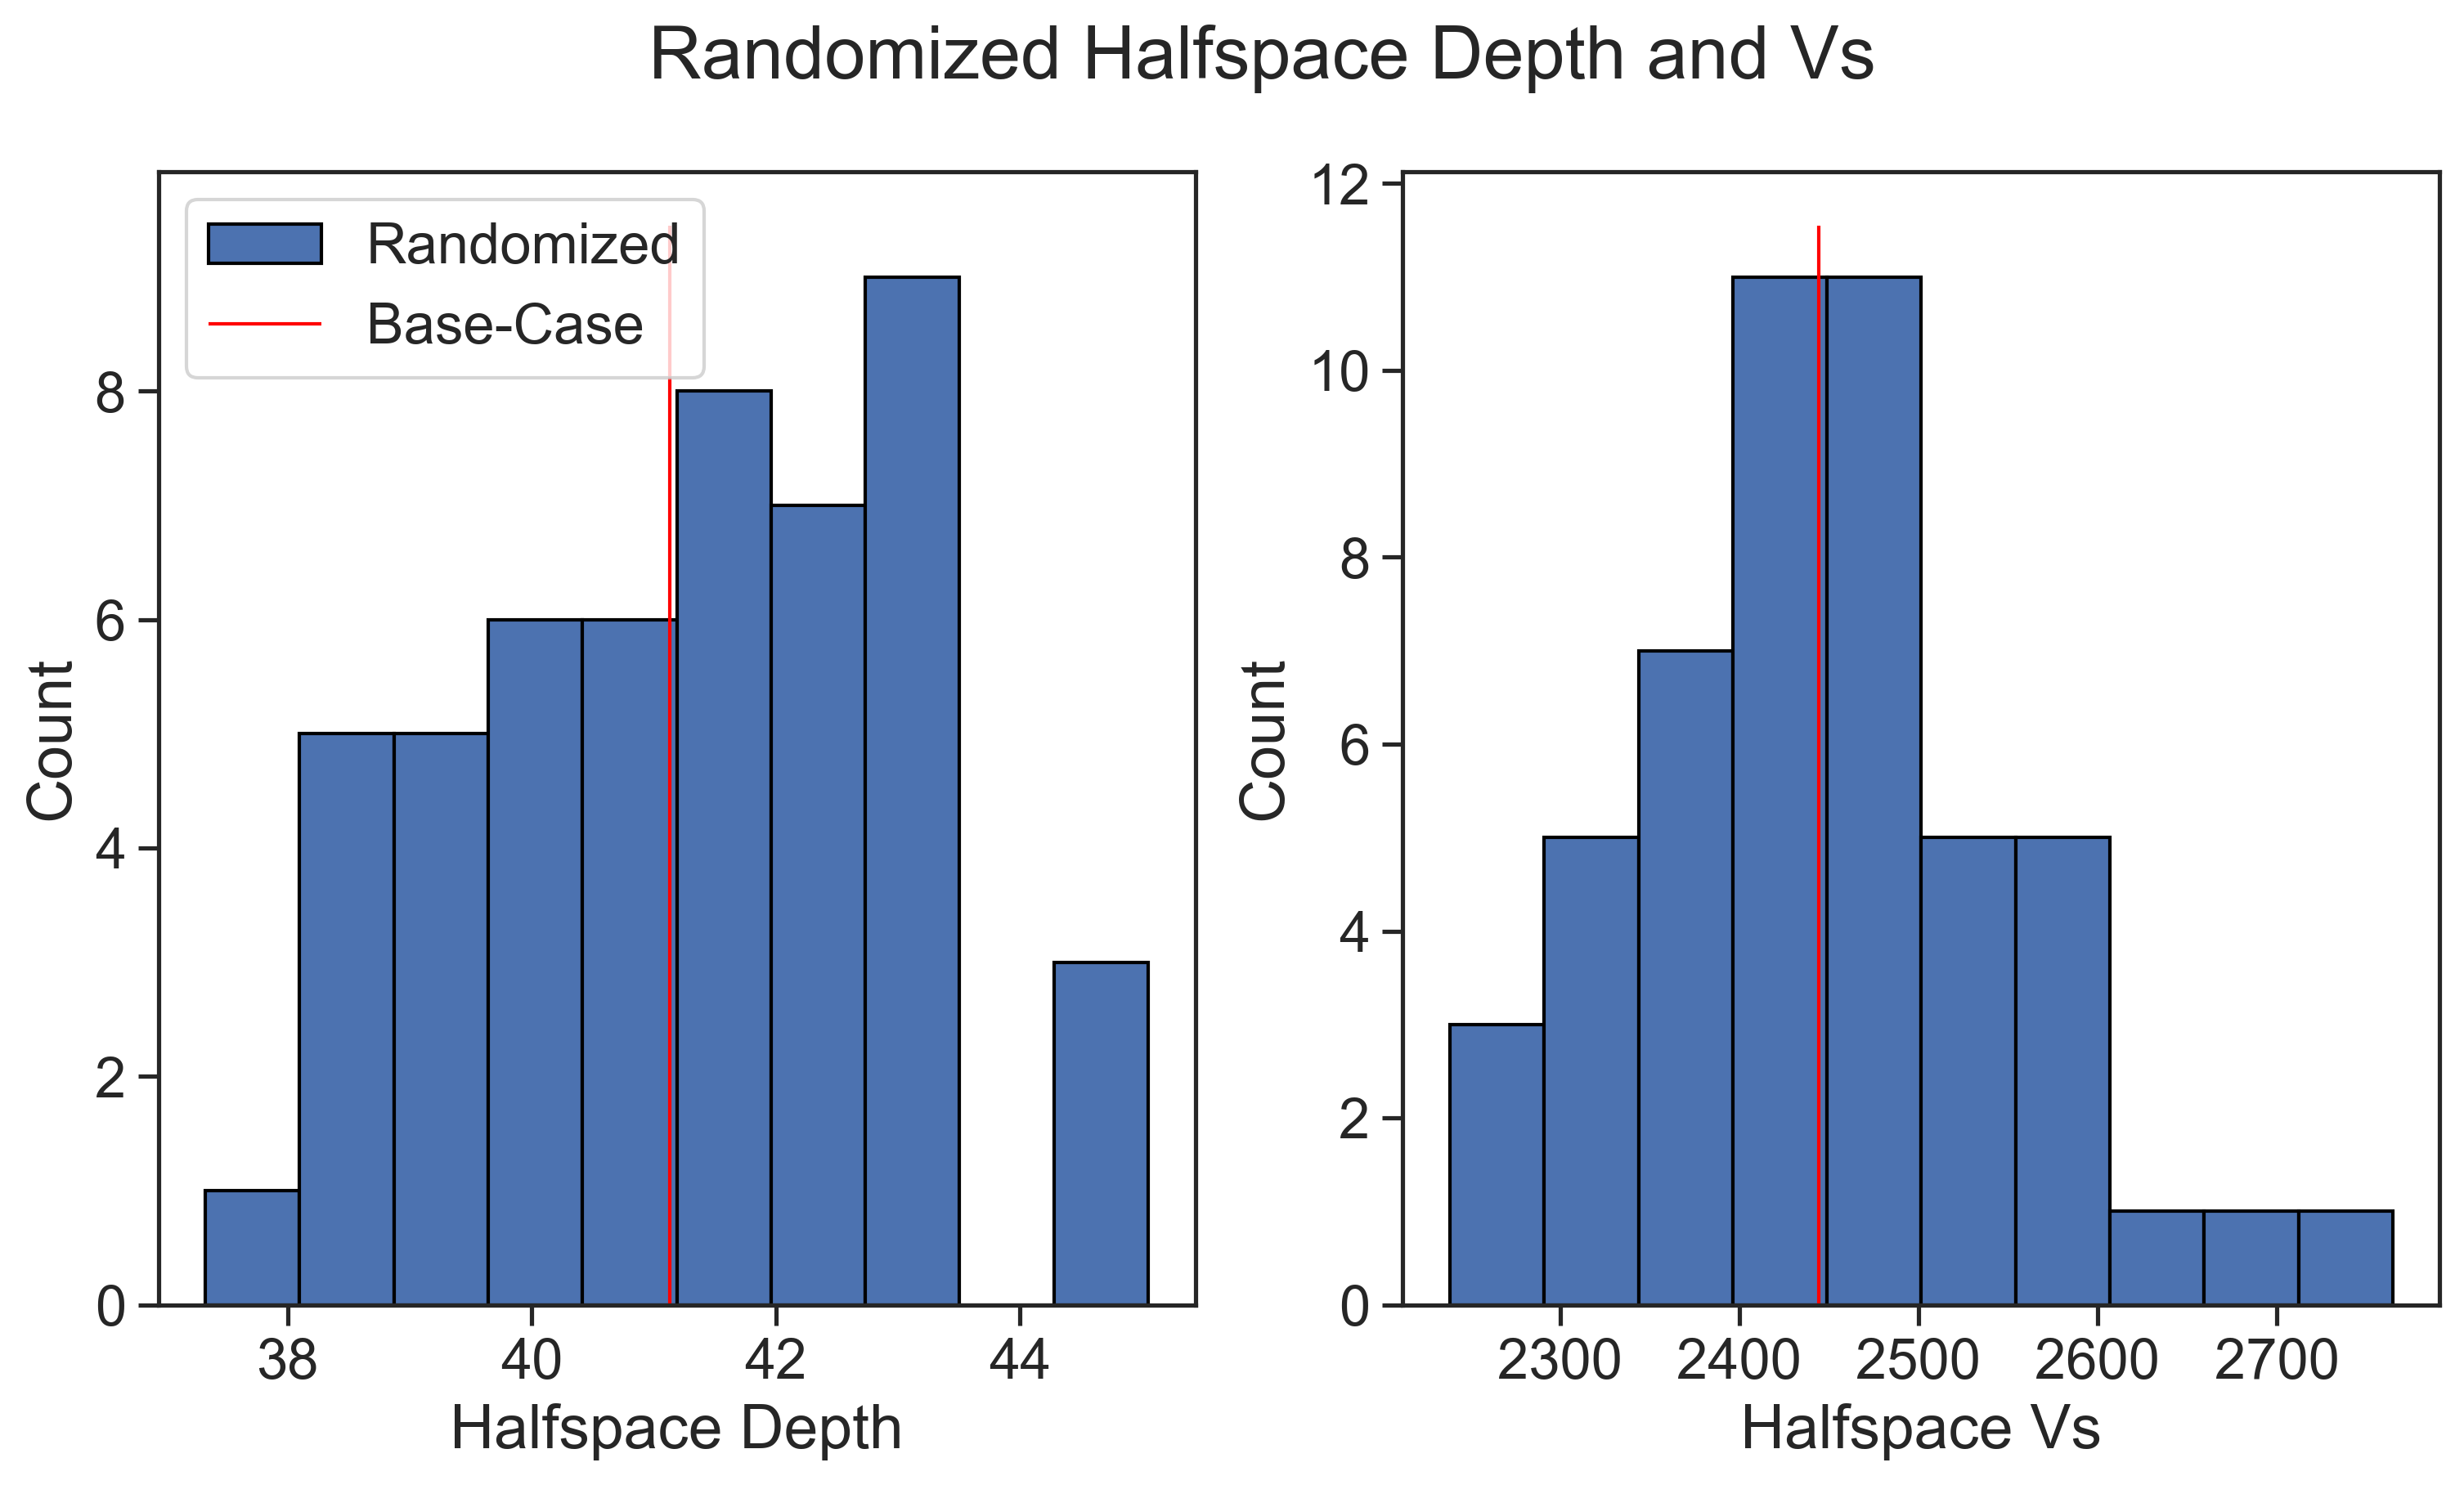 Randomized Halfspace Depth and Vs
Randomized
Base-Case
8
6
4
2
0
Count
38 40 42 44
Halfspace Depth
12
10
8
6
4
2
0
Count
2300 2400 2500 2600 2700
Halfspace Vs